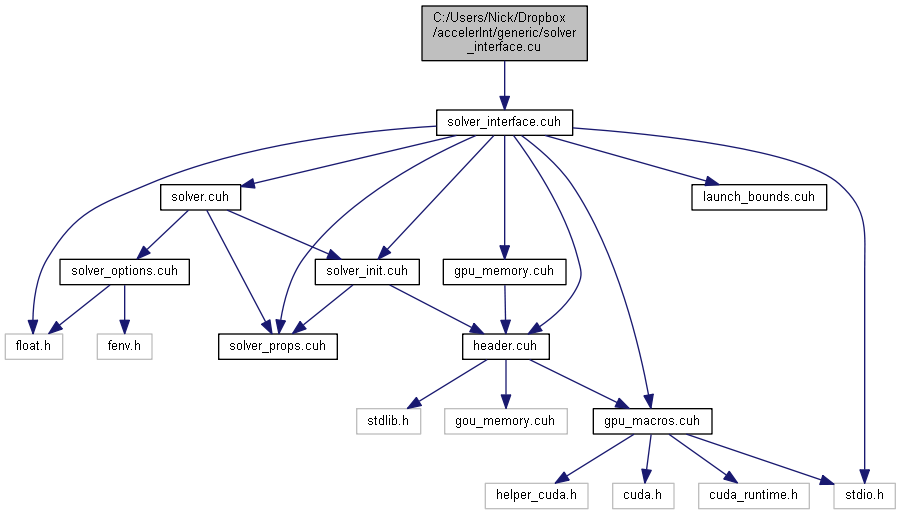 C:/Users/Nick/Dropbox
/accelerInt/generic/solver
_interface.cu
solver_interface.cuh
solver.cuh
launch_bounds.cuh
solver_options.cuh
solver_init.cuh
gpu_memory.cuh
float.h
fenv.h
solver_props.cuh
header.cuh
stdlib.h
gou_memory.cuh
gpu_macros.cuh
helper_cuda.h
cuda.h
cuda_runtime.h
stdio.h